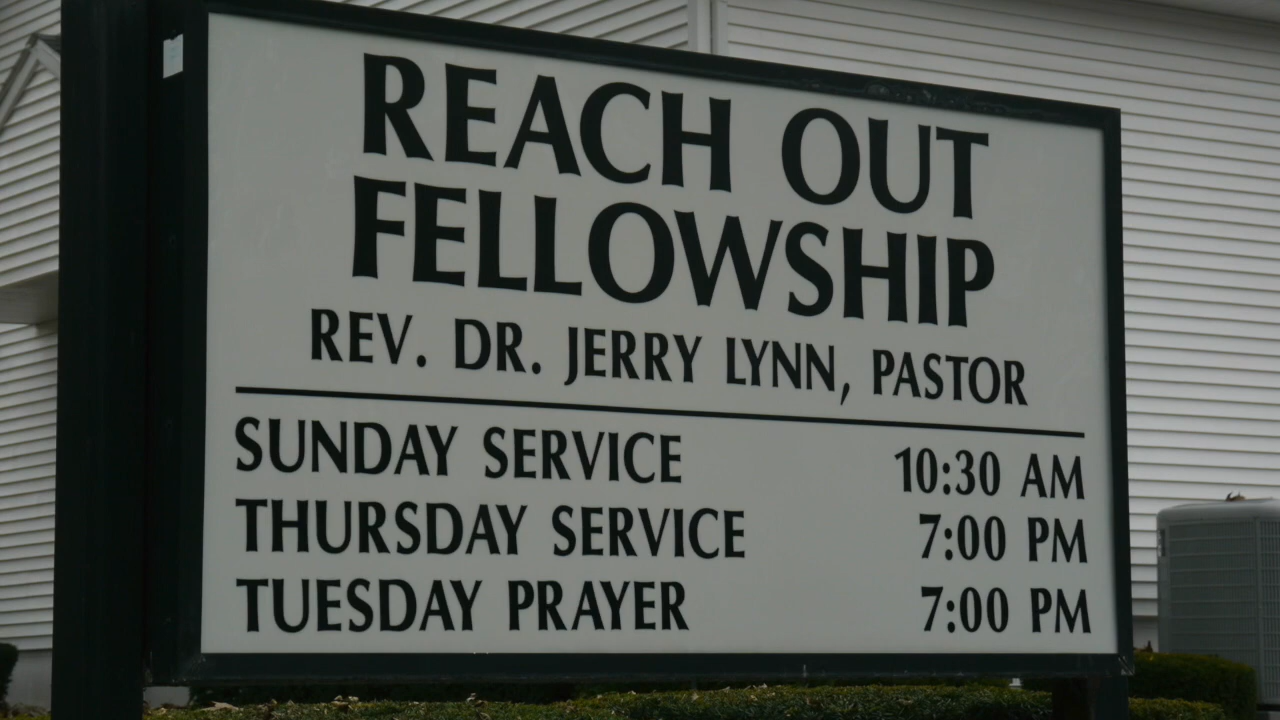 REACH OUT
FELLOWSHIP
REV. DR. JERRY LYNN, PASTOR
SUNDAY SERVICE 10:30 AM
THURSDAY SERVICE 7:00 PM
TUESDAY PRAYER 7:00 PM